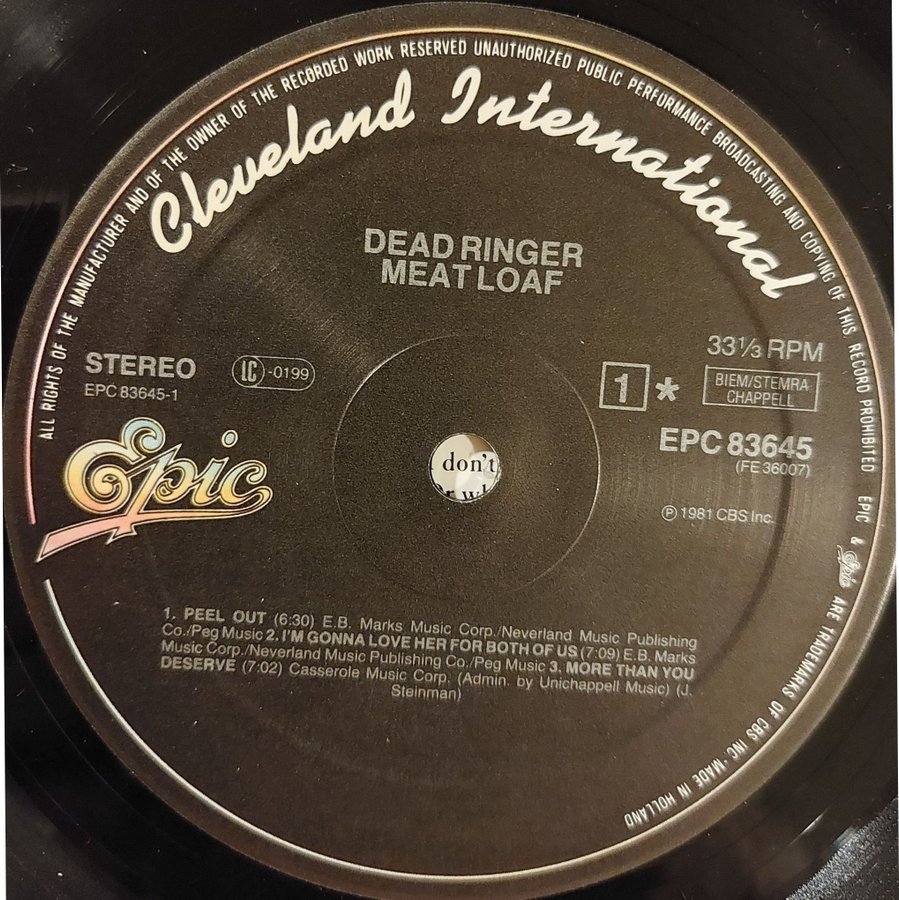 ALL RIGHTS OF THE MANUFACTURER AND OF THE OWNER OF THE RECORDED WORK RESERVED UNAUTHORIZED PUBLIC PERFORMANCE BROADCASTING AND COPYING OF THIS RECORD PROHIBITED EPIC & Epic ARE TRADEMARKS OF CBS INC. MADE IN HOLLAND
Cleveland International
DEAD RINGER
MEAT LOAF
STEREO
EPC 83645-1
LC -0199
Epic
33⅓ RPM
1 *
BIEM/STEMRA
CHAPPELL
EPC 83645
(FE 36007)
℗ 1981 CBS Inc.
don't
1. PEEL OUT (6:30) E.B. Marks Music Corp./Neverland Music Publishing
Co./Peg Music 2. I'M GONNA LOVE HER FOR BOTH OF US (7:09) E.B. Marks
Music Corp./Neverland Music Publishing Co./Peg Music 3. MORE THAN YOU
DESERVE (7:02) Casserole Music Corp. (Admin. by Unichappell Music) (J.
Steinman)